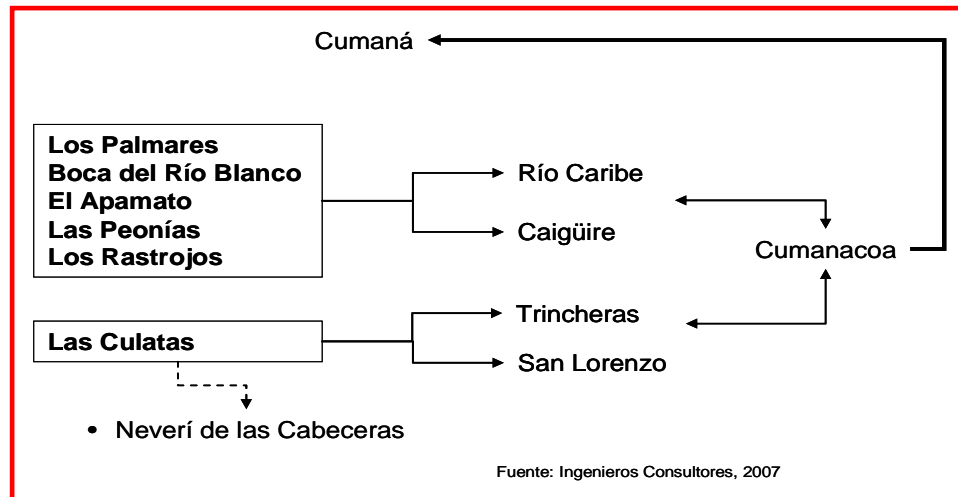 Cumaná
Los Palmares
Boca del Río Blanco
El Apamato
Las Peonías
Los Rastrojos
Río Caribe
Caigüire
Cumanacoa
Trincheras
Las Culatas
San Lorenzo
• Neverí de las Cabeceras
Fuente: Ingenieros Consultores, 2007